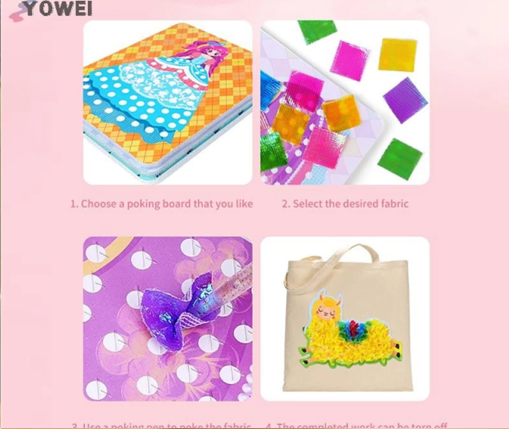 YOWEI
1. Choose a poking board that you like
2. Select the desired fabric
3. Use a poking pen to poke the fabric
4. The completed work can be torn off